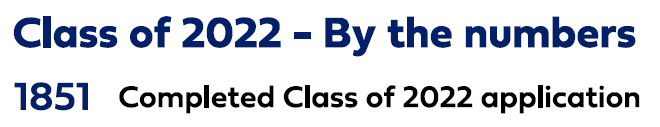 Class of 2022 – By the numbers
1851 Completed Class of 2022 application